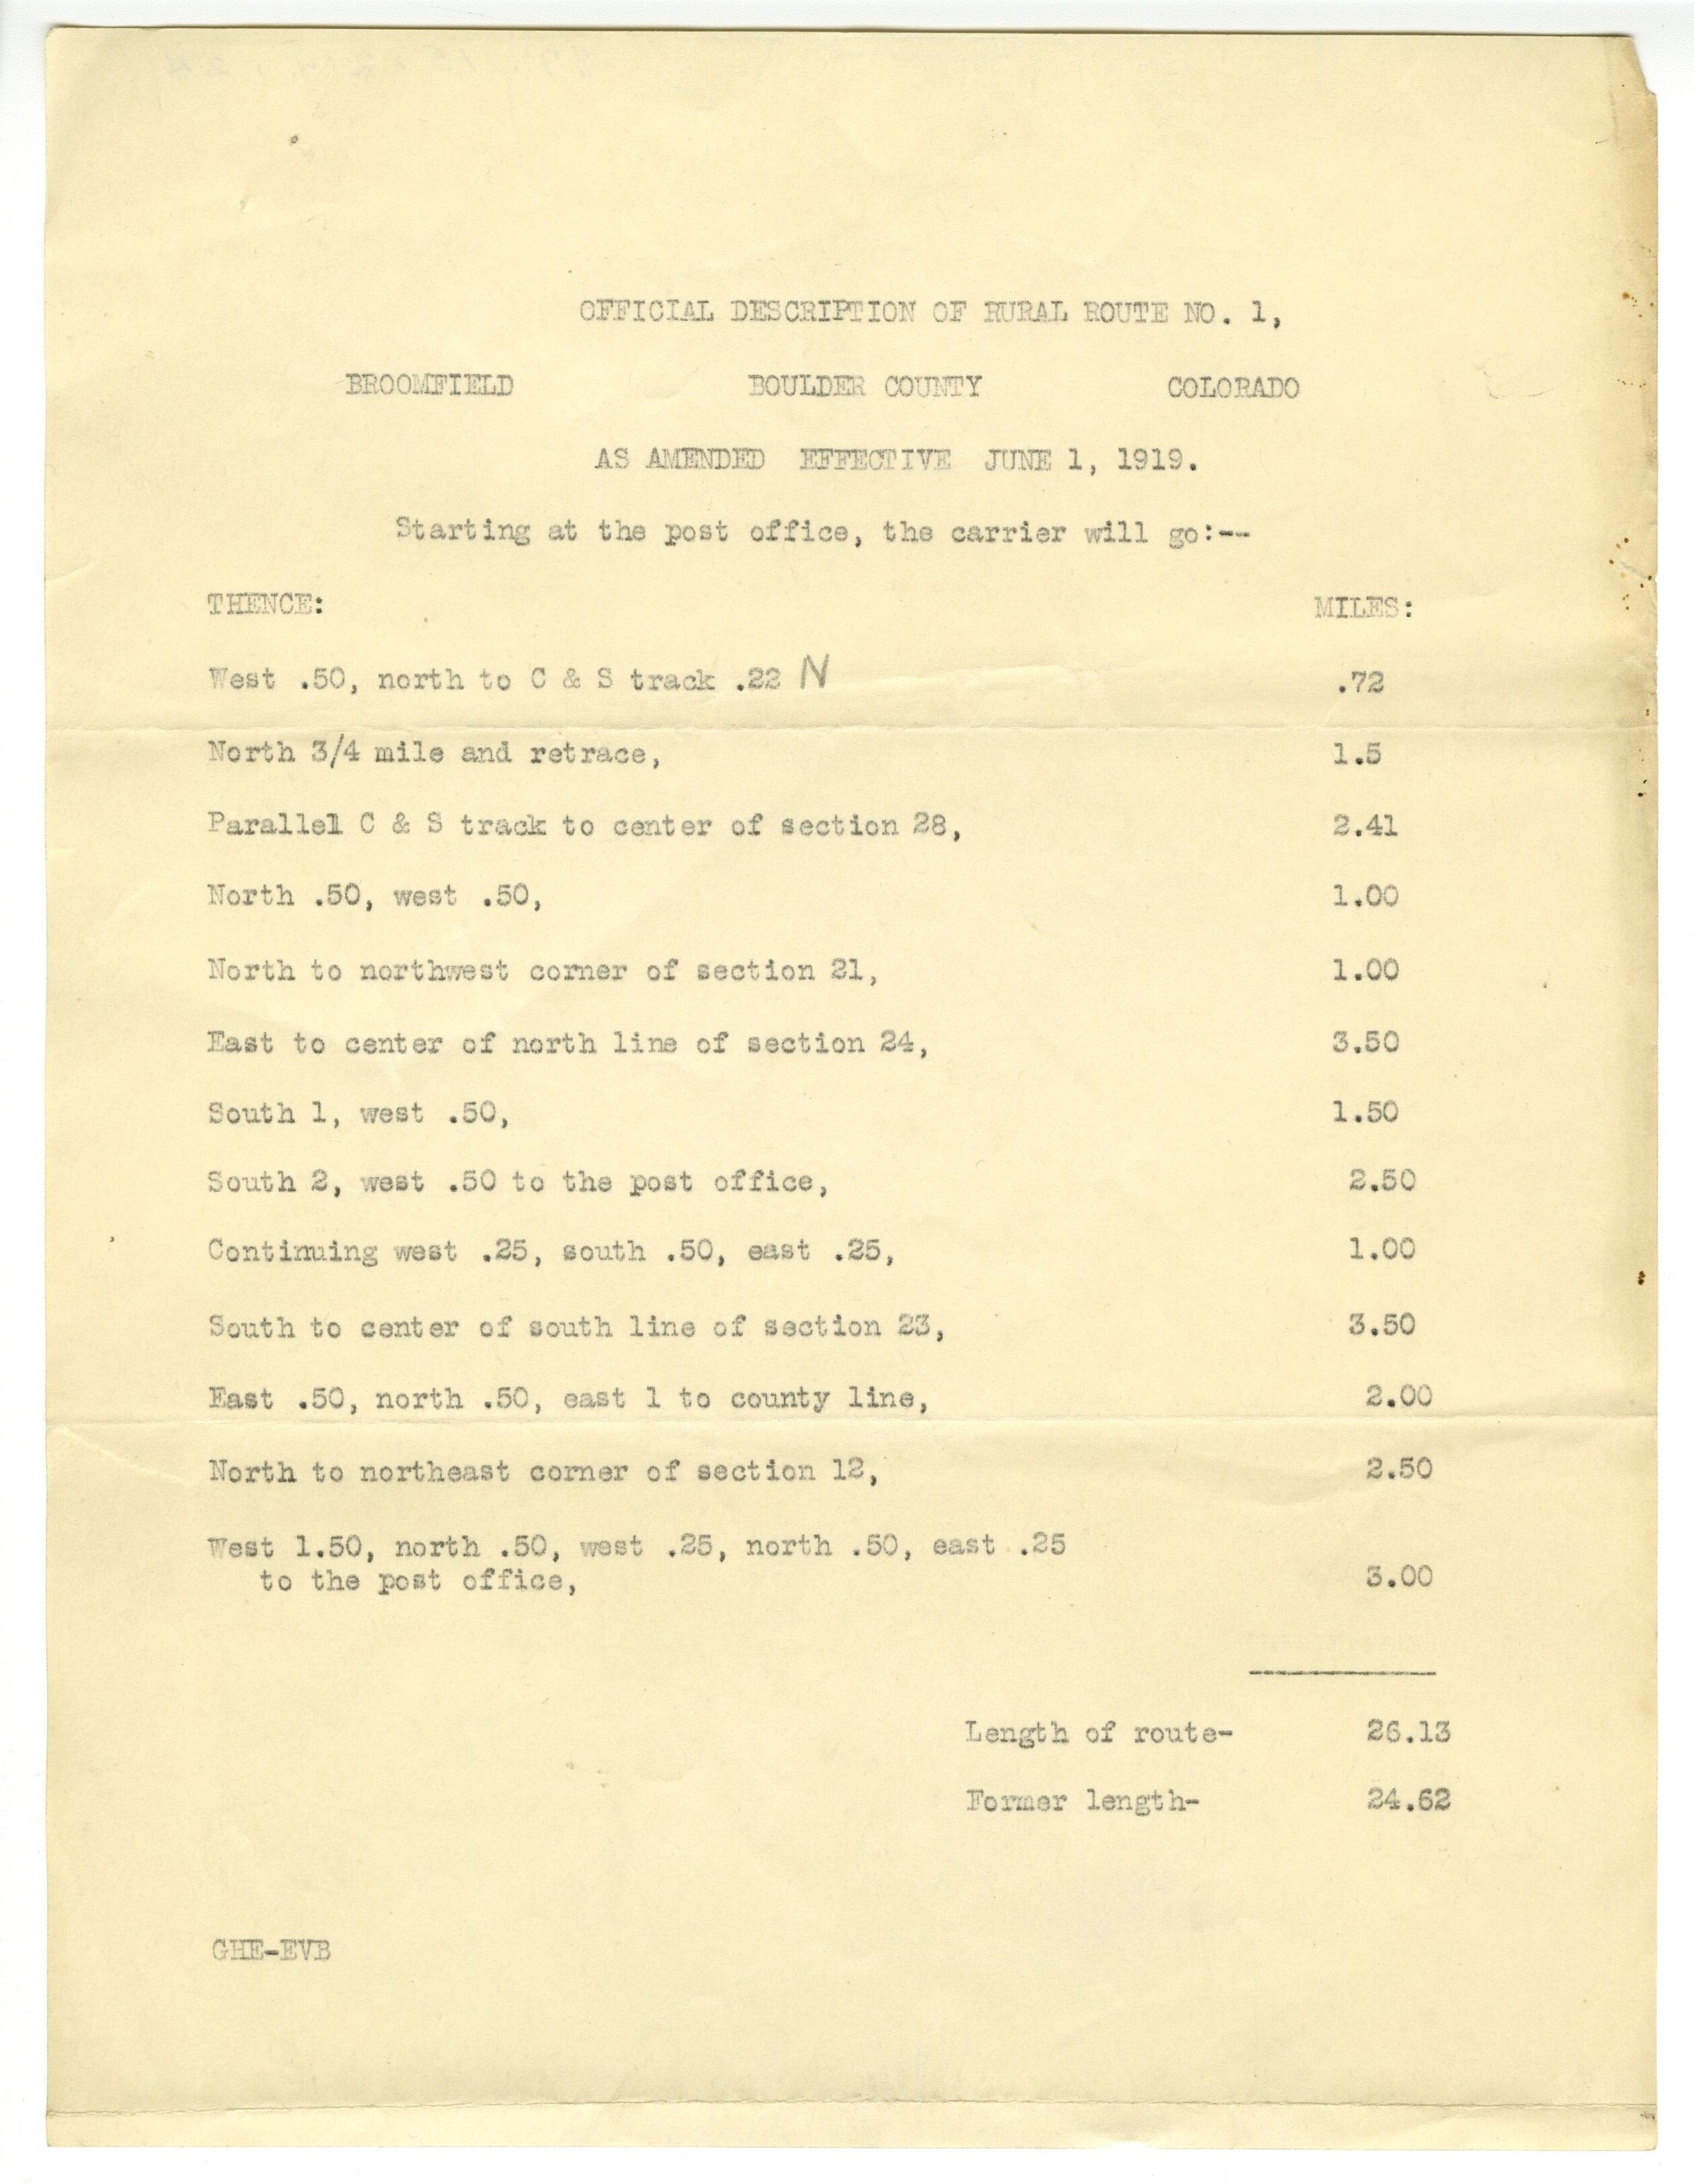 OFFICIAL DESCRIPTION OF RURAL ROUTE NO. 1,
BROOMFIELD BOULDER COUNTY COLORADO
AS AMENDED EFFECTIVE JUNE 1, 1919.
Starting at the post office, the carrier will go:--
THENCE: MILES:
West .50, north to C & S track .22 N .72
North 3/4 mile and retrace, 1.5
Parallel C & S track to center of section 28, 2.41
North .50, west .50, 1.00
North to northwest corner of section 21, 1.00
East to center of north line of section 24, 3.50
South 1, west .50, 1.50
South 2, west .50 to the post office, 2.50
Continuing west .25, south .50, east .25, 1.00
South to center of south line of section 23, 3.50
East .50, north .50, east 1 to county line, 2.00
North to northeast corner of section 12, 2.50
West 1.50, north .50, west .25, north .50, east .25
to the post office, 3.00
Length of route- 26.13
Former length- 24.62
GHE-EVB